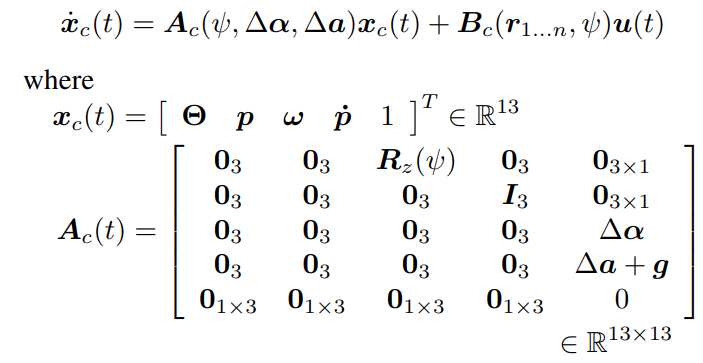 ẋ_c(t) = A_c(ψ, Δα, Δa)x_c(t) + B_c(r_{1...n}, ψ)u(t)
where
x_c(t) = [ Θ p ω ṗ 1 ]^T ∈ ℝ^{13}
A_c(t) = [ 0_3 0_3 R_z(ψ) 0_3 0_{3×1}
0_3 0_3 0_3 I_3 0_{3×1}
0_3 0_3 0_3 0_3 Δα
0_3 0_3 0_3 0_3 Δa + g
0_{1×3} 0_{1×3} 0_{1×3} 0_{1×3} 0 ]
∈ ℝ^{13×13}